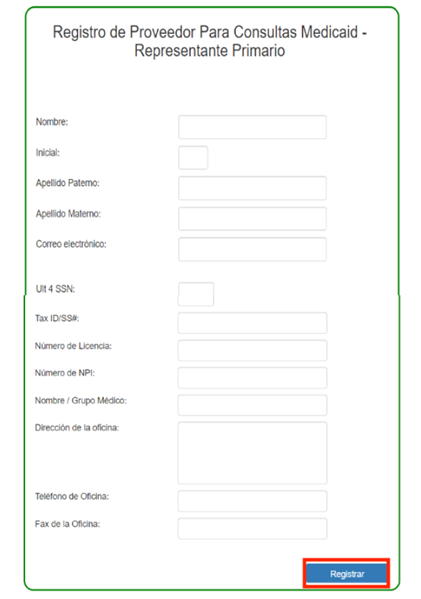 Registro de Proveedor Para Consultas Medicaid -
Representante Primario
Nombre:
Inicial:
Apellido Paterno:
Apellido Materno:
Correo electrónico:
Ult 4 SSN:
Tax ID/SS#:
Número de Licencia:
Número de NPI:
Nombre / Grupo Médico:
Dirección de la oficina:
Teléfono de Oficina:
Fax de la Oficina:
Registrar